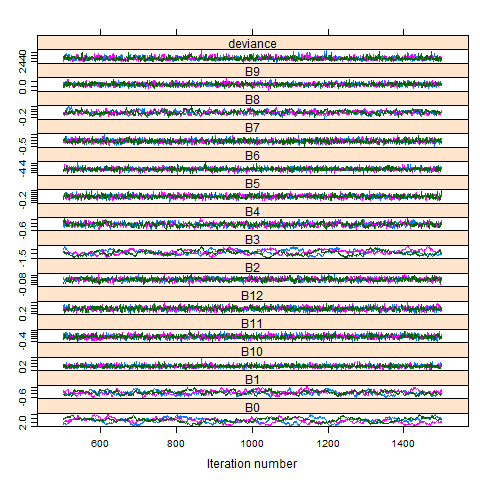 deviance
2440
B9
0.0
B8
-0.2
B7
-0.5
B6
-4.4
B5
-0.2
B4
-0.6
B3
-1.5
B2
-0.08
B12
0.2
B11
-0.4
B10
0.2
B1
-0.6
B0
2.0
600 800 1000 1200 1400
Iteration number